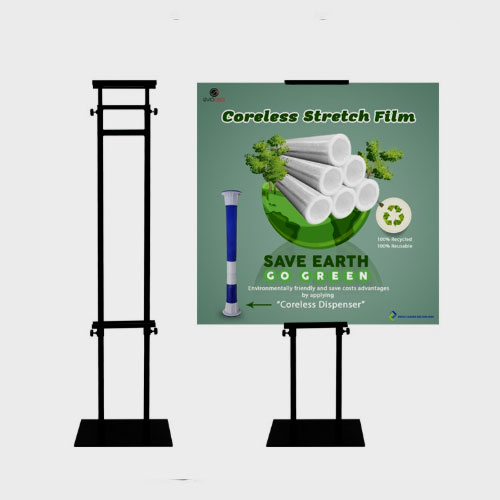 Coreless Stretch Film
100% Recycled
100% Reusable
SAVE EARTH
GO GREEN
Environmentally friendly and save costs advantages
by applying
"Coreless Dispenser"